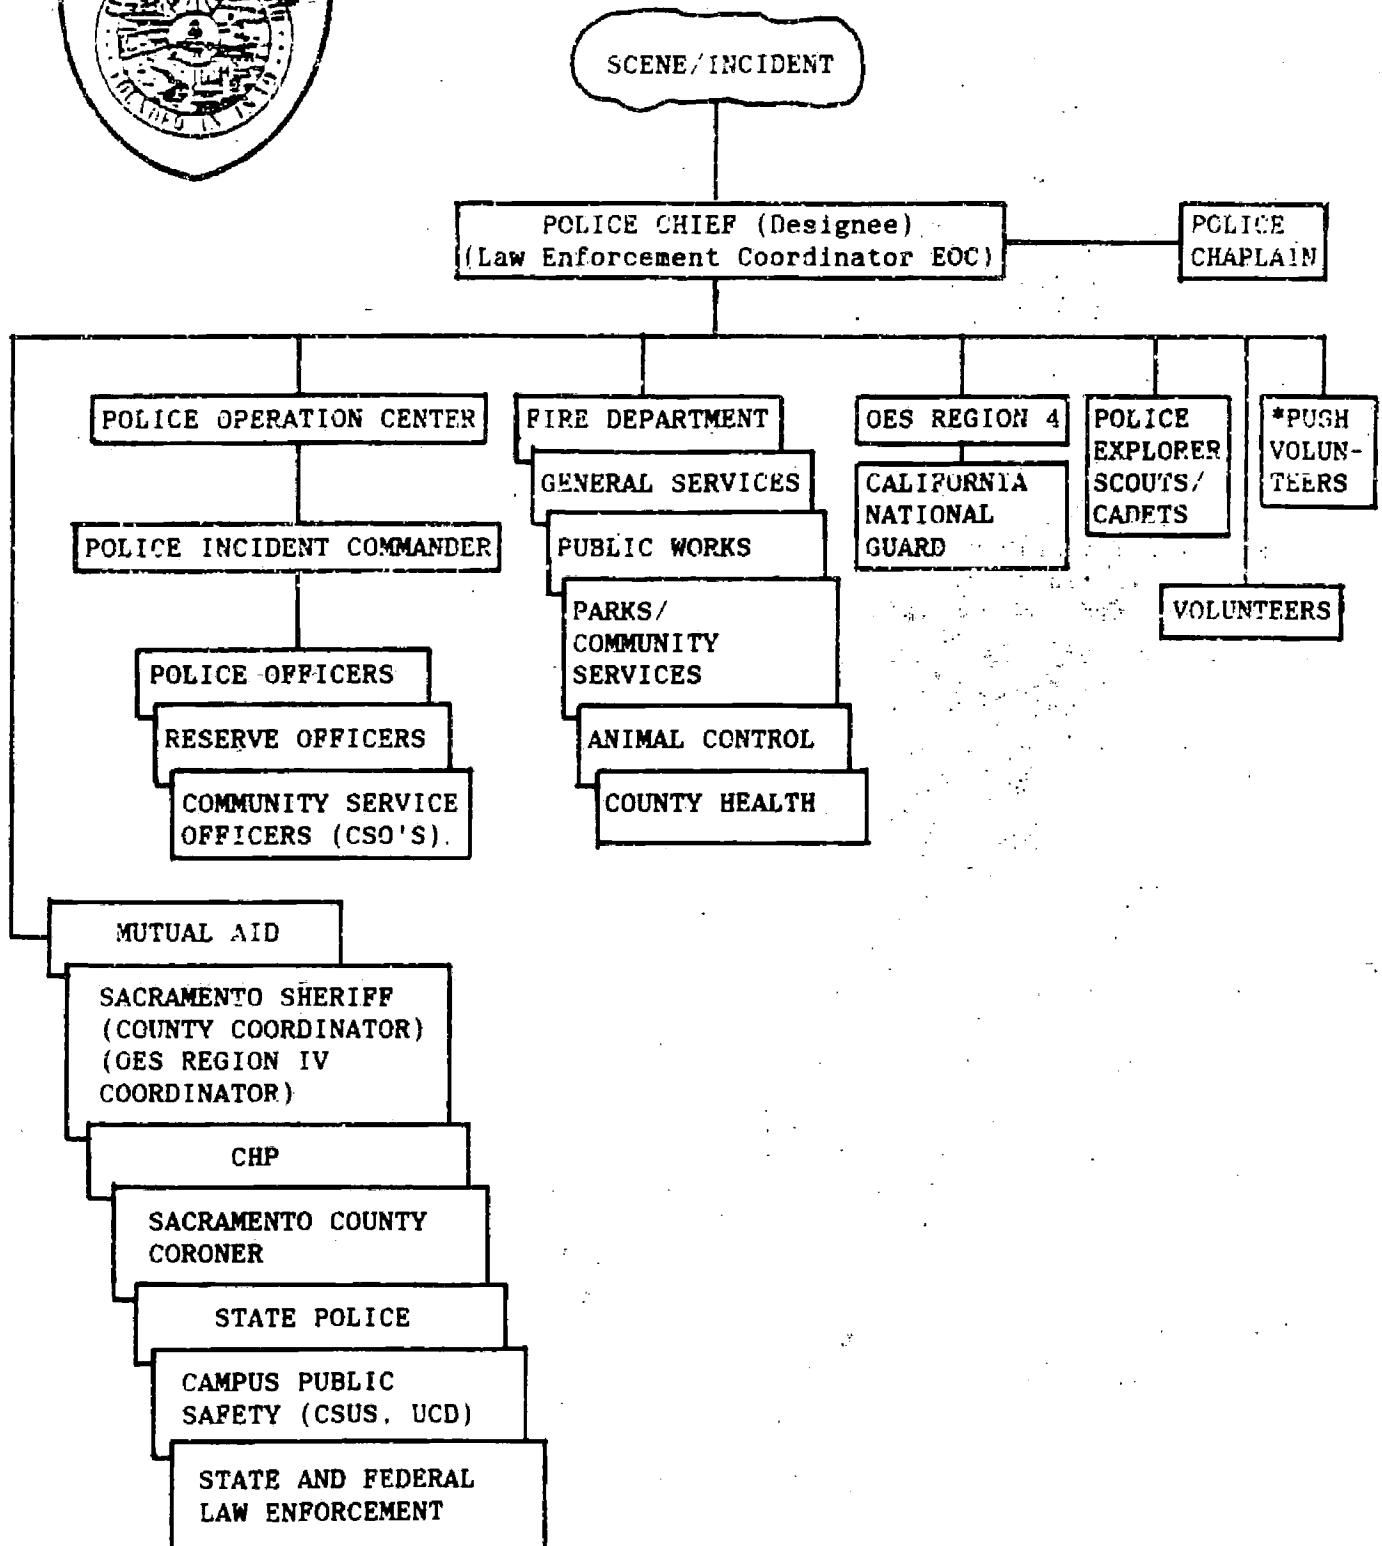 SCENE/INCIDENT
POLICE CHIEF (Designee)
(Law Enforcement Coordinator EOC)
POLICE
CHAPLAIN
POLICE OPERATION CENTER
FIRE DEPARTMENT
OES REGION 4
POLICE
EXPLORER
SCOUTS/
CADETS
*PUSH
VOLUN-
TEERS
GENERAL SERVICES
CALIFORNIA
NATIONAL
GUARD
POLICE INCIDENT COMMANDER
PUBLIC WORKS
VOLUNTEERS
PARKS/
COMMUNITY
SERVICES
POLICE OFFICERS
RESERVE OFFICERS
ANIMAL CONTROL
COMMUNITY SERVICE
OFFICERS (CSO'S).
COUNTY HEALTH
MUTUAL AID
SACRAMENTO SHERIFF
(COUNTY COORDINATOR)
(OES REGION IV
COORDINATOR)
CHP
SACRAMENTO COUNTY
CORONER
STATE POLICE
CAMPUS PUBLIC
SAFETY (CSUS, UCD)
STATE AND FEDERAL
LAW ENFORCEMENT